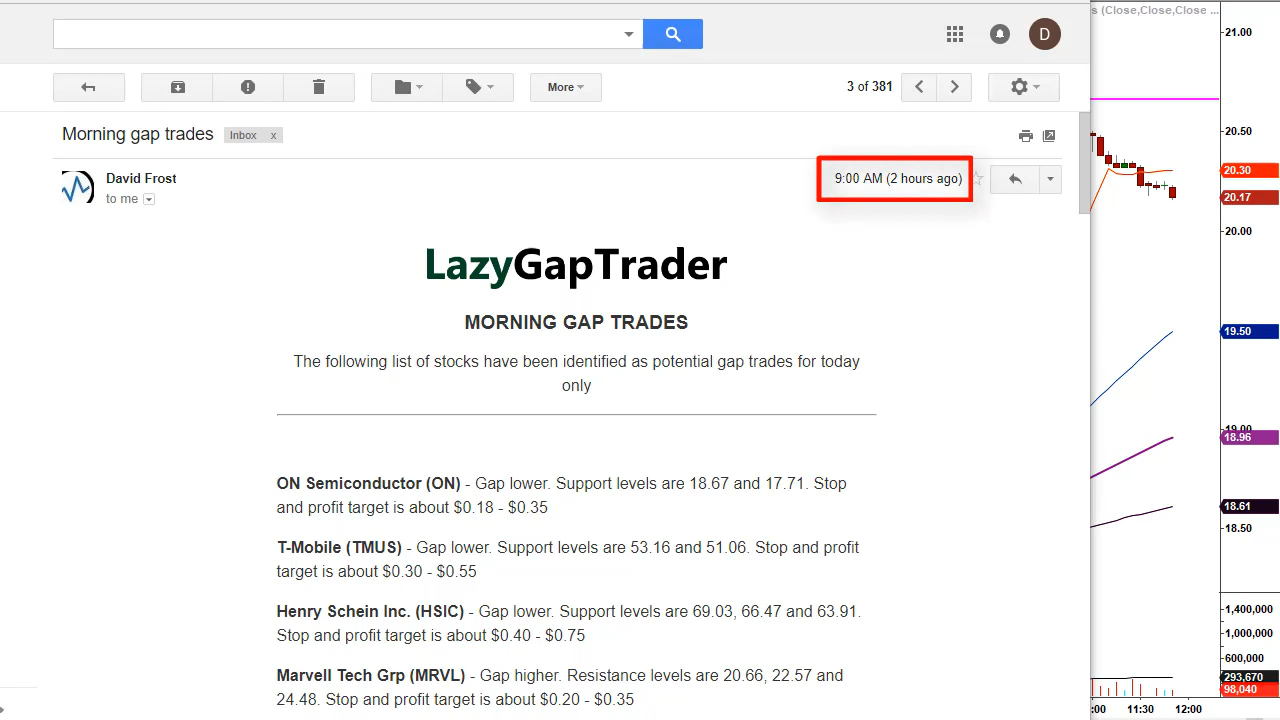 s (Close,Close,Close ...
D
More
3 of 381
Morning gap trades
Inbox x
David Frost
to me
9:00 AM (2 hours ago)
LazyGapTrader
MORNING GAP TRADES
The following list of stocks have been identified as potential gap trades for today
only
ON Semiconductor (ON) - Gap lower. Support levels are 18.67 and 17.71. Stop
and profit target is about $0.18 - $0.35
T-Mobile (TMUS) - Gap lower. Support levels are 53.16 and 51.06. Stop and profit
target is about $0.30 - $0.55
Henry Schein Inc. (HSIC) - Gap lower. Support levels are 69.03, 66.47 and 63.91.
Stop and profit target is about $0.40 - $0.75
Marvell Tech Grp (MRVL) - Gap higher. Resistance levels are 20.66, 22.57 and
24.48. Stop and profit target is about $0.20 - $0.35
21.00
20.50
20.30
20.17
20.00
19.50
19.00
18.96
18.61
18.50
1,400,000
1,000,000
600,000
293,670
98,040
:00 11:30 12:00